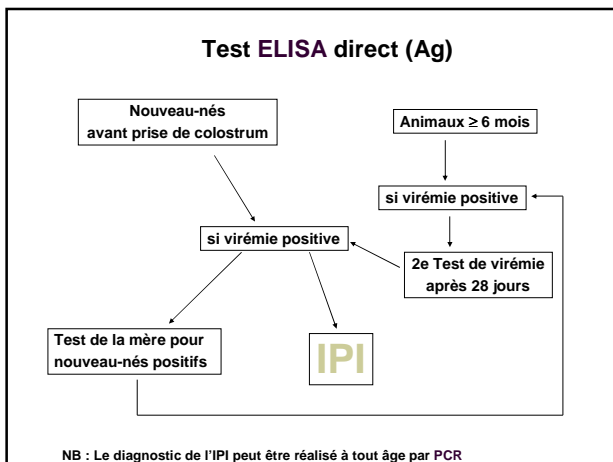 Test ELISA direct (Ag)
Nouveau-nés
avant prise de colostrum
Animaux ≥ 6 mois
si virémie positive
si virémie positive
2e Test de virémie
après 28 jours
Test de la mère pour
nouveau-nés positifs
IPI
NB : Le diagnostic de l'IPI peut être réalisé à tout âge par PCR